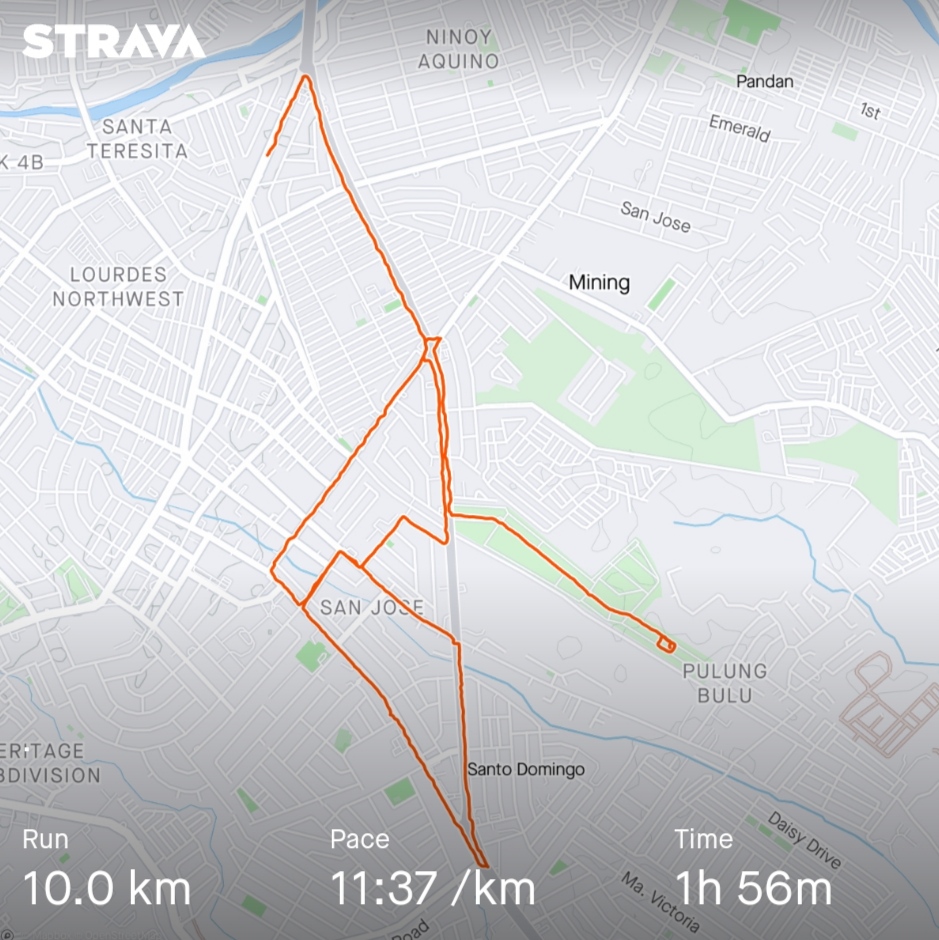 STRAVA
NINOY
AQUINO
Pandan
1st
Emerald
SANTA
TERESITA
K 4B
San Jose
LOURDES
NORTHWEST
Mining
SAN JOSE
PULUNG
BULU
ERITAGE
BDIVISION
Santo Domingo
Daisy Drive
Ma. Victoria
Road
Run
10.0 km
Pace
11:37 /km
Time
1h 56m